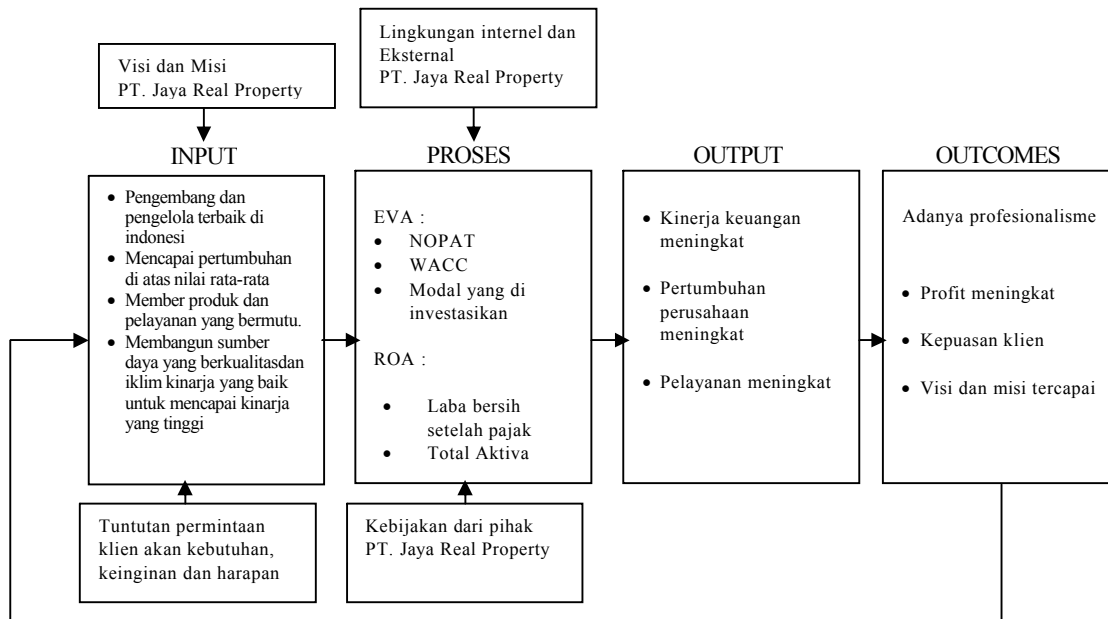 Visi dan Misi
PT. Jaya Real Property
Lingkungan internel dan
Eksternal
PT. Jaya Real Property
INPUT
• Pengembang dan
pengelola terbaik di
indonesi
• Mencapai pertumbuhan
di atas nilai rata-rata
• Member produk dan
pelayanan yang bermutu.
• Membangun sumber
daya yang berkualitasdan
iklim kinarja yang baik
untuk mencapai kinarja
yang tinggi
PROSES
EVA :
• NOPAT
• WACC
• Modal yang di
investasikan
ROA :
• Laba bersih
setelah pajak
• Total Aktiva
OUTPUT
• Kinerja keuangan
meningkat
• Pertumbuhan
perusahaan
meningkat
• Pelayanan meningkat
OUTCOMES
Adanya profesionalisme
• Profit meningkat
• Kepuasan klien
• Visi dan misi tercapai
Tuntutan permintaan
klien akan kebutuhan,
keinginan dan harapan
Kebijakan dari pihak
PT. Jaya Real Property